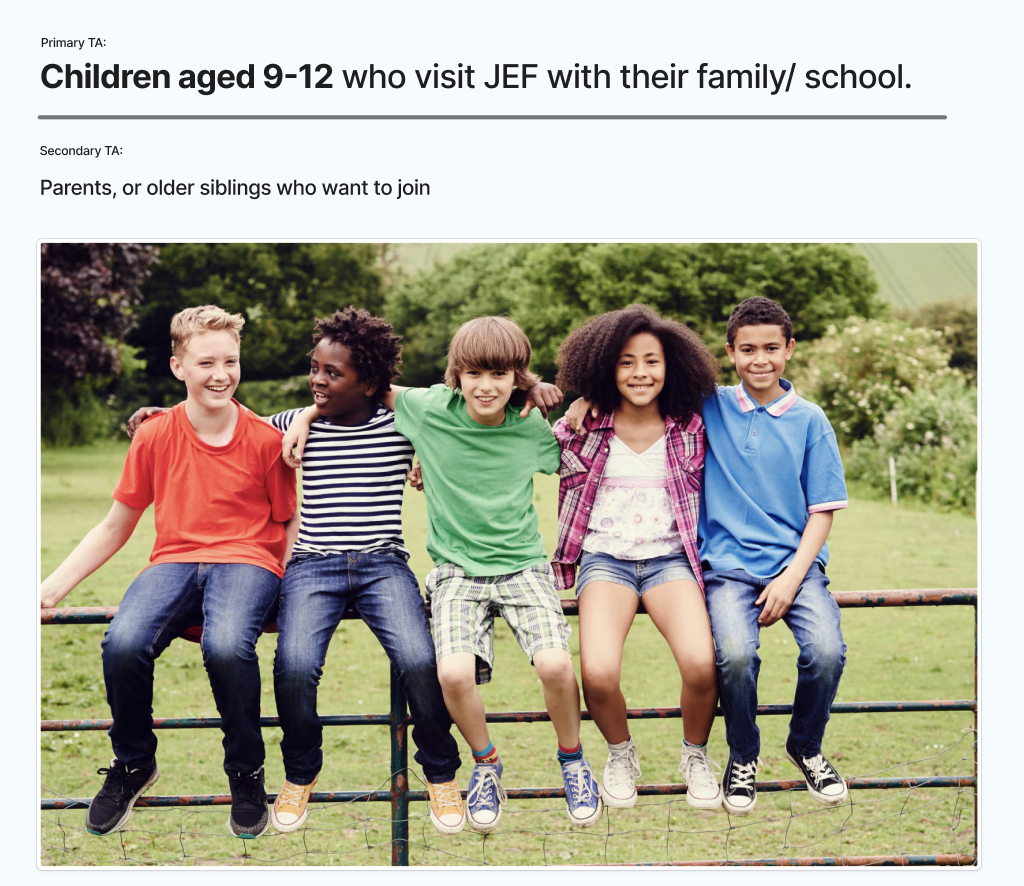 Primary TA:
Children aged 9-12 who visit JEF with their family/ school.
Secondary TA:
Parents, or older siblings who want to join